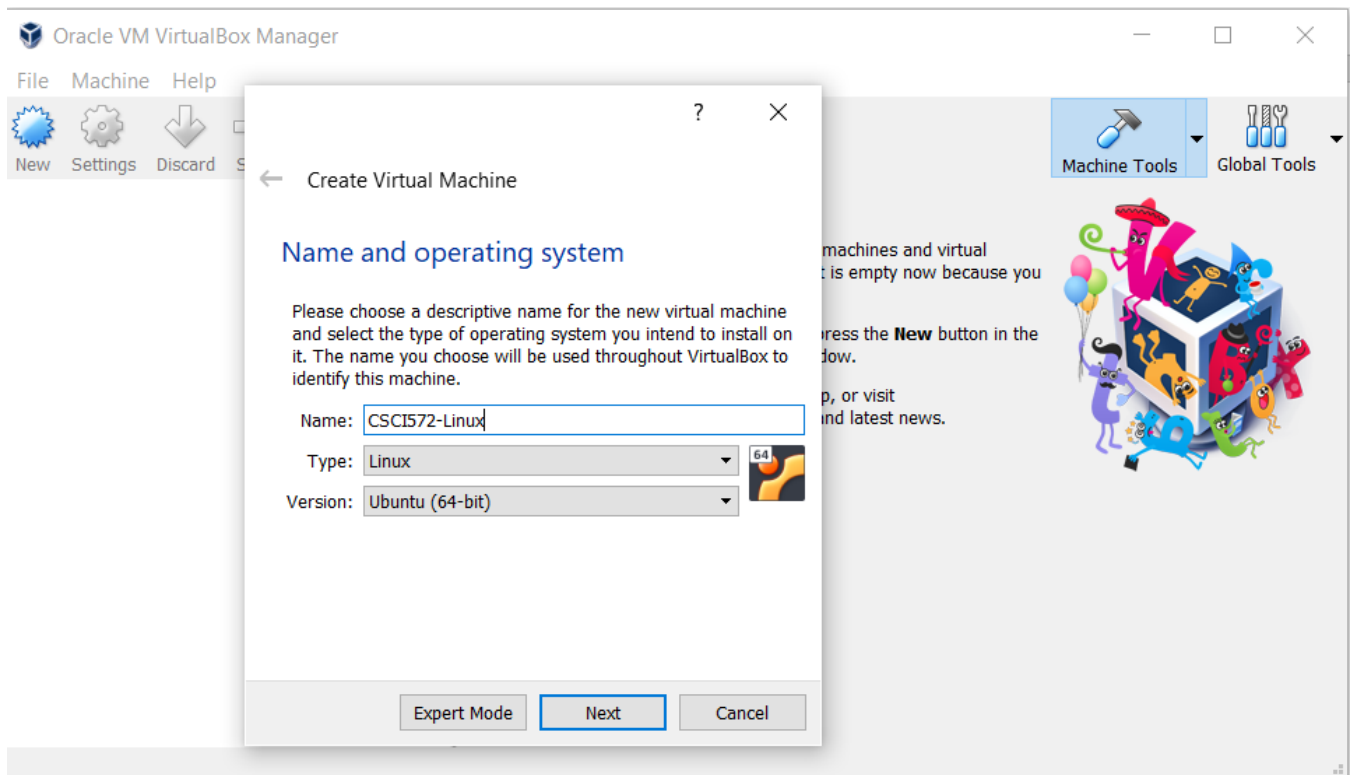 Oracle VM VirtualBox Manager
File Machine Help
New Settings Discard S
Machine Tools
Global Tools
?
Create Virtual Machine
Name and operating system
Please choose a descriptive name for the new virtual machine
and select the type of operating system you intend to install on
it. The name you choose will be used throughout VirtualBox to
identify this machine.
Name: CSCI572-Linux
Type: Linux
64
Version: Ubuntu (64-bit)
Expert Mode Next Cancel
machines and virtual
is empty now because you
press the New button in the
p, or visit
nd latest news.